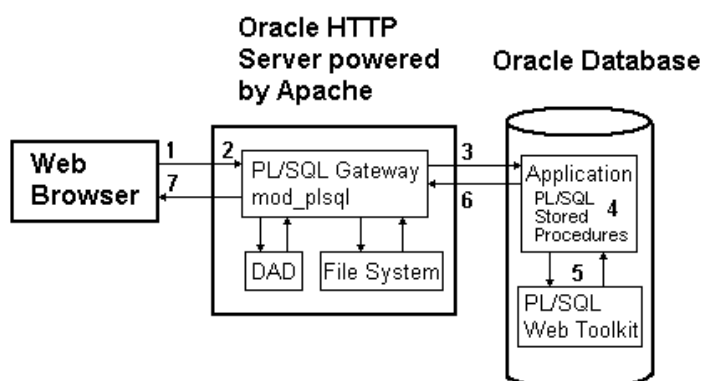 Oracle HTTP
Server powered
by Apache
Oracle Database
Web
Browser
1
2
7
PL/SQL Gateway
mod_plsql
DAD
File System
3
6
Application
PL/SQL
Stored
Procedures
4
5
PL/SQL
Web Toolkit